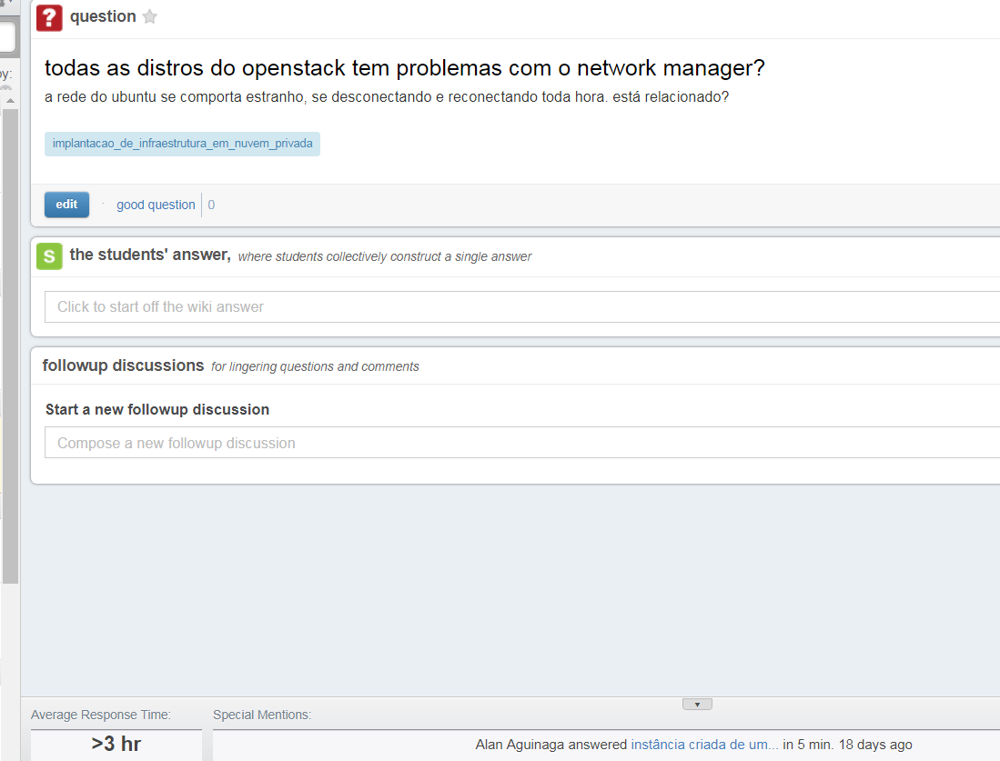 question
todas as distros do openstack tem problemas com o network manager?
a rede do ubuntu se comporta estranho, se desconectando e reconectando toda hora. está relacionado?
implantacao_de_infraestrutura_em_nuvem_privada
edit · good question 0
S the students' answer, where students collectively construct a single answer
Click to start off the wiki answer
followup discussions for lingering questions and comments
Start a new followup discussion
Compose a new followup discussion
Average Response Time: Special Mentions:
>3 hr Alan Aguinaga answered instância criada de um... in 5 min. 18 days ago